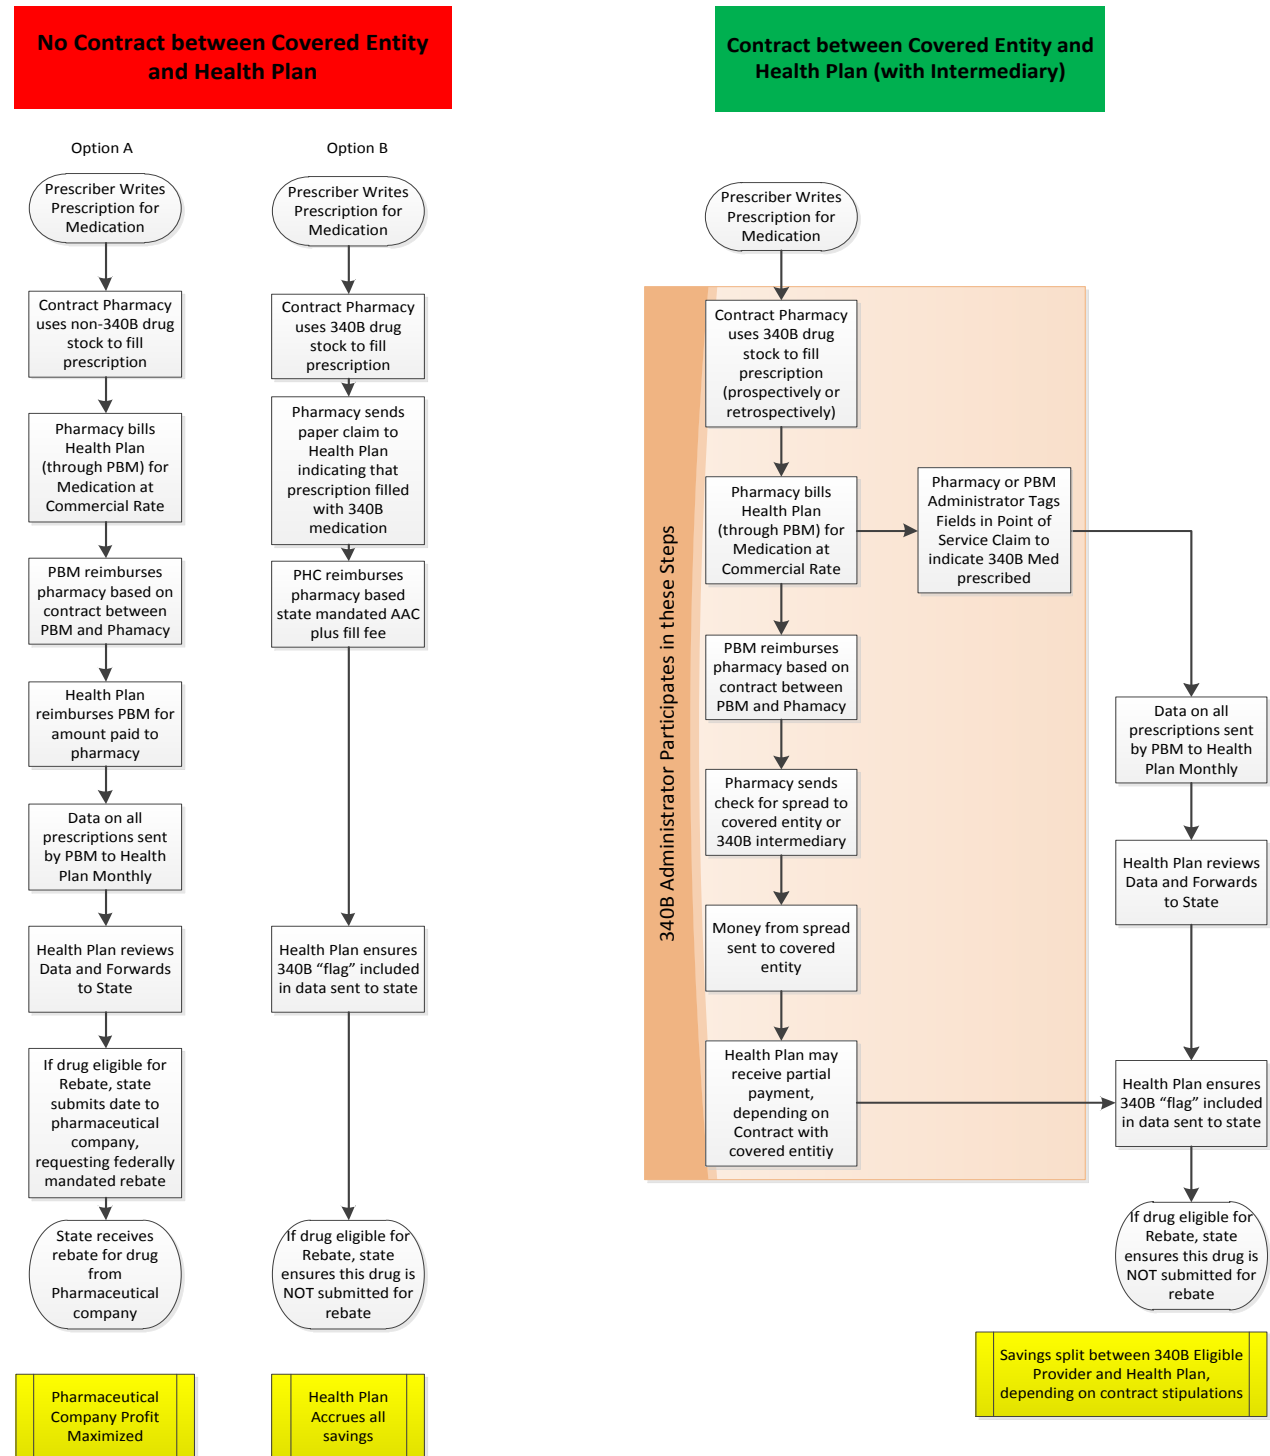 No Contract between Covered Entity
and Health Plan
Contract between Covered Entity and
Health Plan (with Intermediary)
Option A
Prescriber Writes
Prescription for
Medication
Contract Pharmacy
uses non-340B drug
stock to fill
prescription
Pharmacy bills
Health Plan
(through PBM) for
Medication at
Commercial Rate
PBM reimburses
pharmacy based on
contract between
PBM and Phamacy
Health Plan
reimburses PBM for
amount paid to
pharmacy
Data on all
prescriptions sent
by PBM to Health
Plan Monthly
Health Plan reviews
Data and Forwards
to State
If drug eligible for
Rebate, state
submits date to
pharmaceutical
company,
requesting federally
mandated rebate
State receives
rebate for drug
from
Pharmaceutical
company
Pharmaceutical
Company Profit
Maximized
Option B
Prescriber Writes
Prescription for
Medication
Contract Pharmacy
uses 340B drug
stock to fill
prescription
Pharmacy sends
paper claim to
Health Plan
indicating that
prescription filled
with 340B
medication
PHC reimburses
pharmacy based
state mandated AAC
plus fill fee
Health Plan ensures
340B “flag” included
in data sent to state
If drug eligible for
Rebate, state
ensures this drug is
NOT submitted for
rebate
Health Plan
Accrues all
savings
Prescriber Writes
Prescription for
Medication
340B Administrator Participates in these Steps
Contract Pharmacy
uses 340B drug
stock to fill
prescription
(prospectively or
retrospectively)
Pharmacy bills
Health Plan
(through PBM) for
Medication at
Commercial Rate
PBM reimburses
pharmacy based on
contract between
PBM and Phamacy
Pharmacy sends
check for spread to
covered entity or
340B intermediary
Money from spread
sent to covered
entity
Health Plan may
receive partial
payment,
depending on
Contract with
covered entitiy
Pharmacy or PBM
Administrator Tags
Fields in Point of
Service Claim to
indicate 340B Med
prescribed
Data on all
prescriptions sent
by PBM to Health
Plan Monthly
Health Plan reviews
Data and Forwards
to State
Health Plan ensures
340B “flag” included
in data sent to state
If drug eligible for
Rebate, state
ensures this drug is
NOT submitted for
rebate
Savings split between 340B Eligible
Provider and Health Plan,
depending on contract stipulations